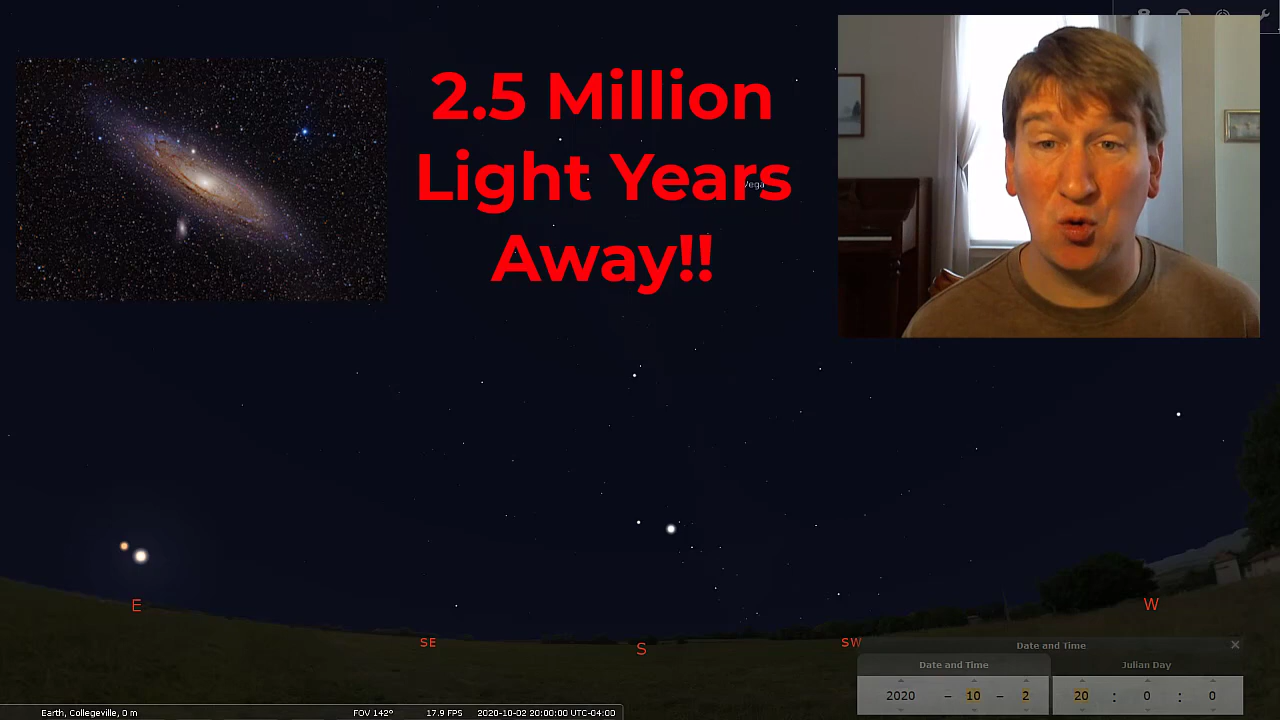 2.5 Million
Light Years
Away!!
Vega
E
SE
S
SW
W
Date and Time
Date and Time
Julian Day
2020 – 10 – 2
20 : 0 : 0
Earth, Collegeville, 0 m
FOV 142°
17.9 FPS
2020-10-02 20:00:00 UTC-04:00